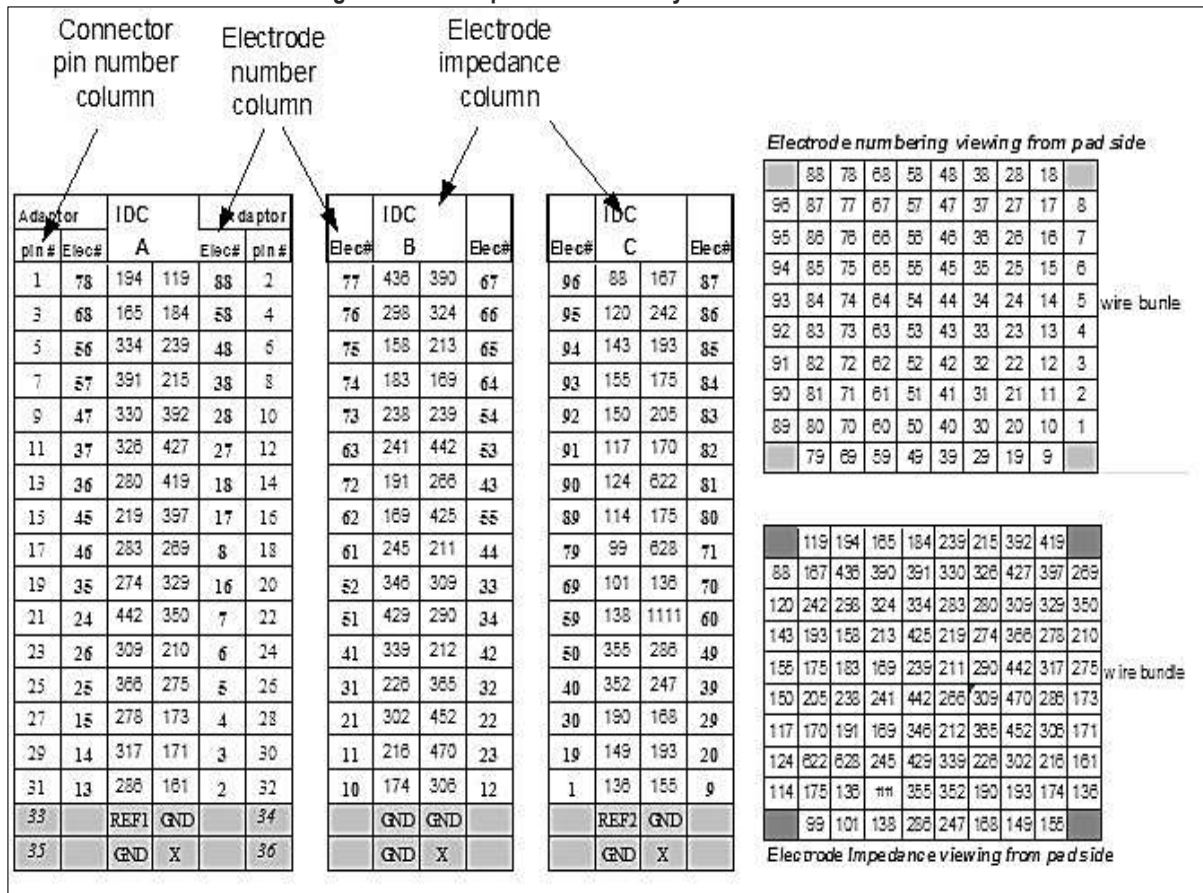 Connector
pin number
column
Electrode
number
column
Electrode
impedance
column
Adaptor IDC Adaptor
pin # Elec# A Elec# pin #
1 78 194 119 88 2
3 68 165 184 58 4
5 56 334 239 48 6
7 57 391 215 38 8
9 47 330 392 28 10
11 37 326 427 27 12
13 36 280 419 18 14
15 45 219 397 17 16
17 46 283 269 8 18
19 35 274 329 16 20
21 24 442 350 7 22
23 26 309 210 6 24
25 25 366 275 5 26
27 15 278 173 4 28
29 14 317 171 3 30
31 13 286 161 2 32
33 REF1 GND 34
35 GND X 36
IDC
Elec# B Elec#
77 436 390 67
76 298 324 66
75 158 213 65
74 183 169 64
73 238 239 54
63 241 442 53
72 191 266 43
62 169 425 55
61 245 211 44
52 346 309 33
51 429 290 34
41 339 212 42
31 226 365 32
21 302 452 22
11 216 470 23
10 174 306 12
GND GND
GND X
IDC
Elec# C Elec#
96 88 167 87
95 120 242 86
94 143 193 85
93 155 175 84
92 150 205 83
91 117 170 82
90 124 622 81
89 114 175 80
79 99 628 71
69 101 136 70
59 138 1111 60
50 355 286 49
40 352 247 39
30 190 168 29
19 149 193 20
1 136 155 9
REF2 GND
GND X
Electrode numbering viewing from pad side
88 78 68 58 48 38 28 18
96 87 77 67 57 47 37 27 17 8
95 86 76 66 56 46 36 26 16 7
94 85 75 65 55 45 35 25 15 6
93 84 74 64 54 44 34 24 14 5 wire bunle
92 83 73 63 53 43 33 23 13 4
91 82 72 62 52 42 32 22 12 3
90 81 71 61 51 41 31 21 11 2
89 80 70 60 50 40 30 20 10 1
79 69 59 49 39 29 19 9
119 194 165 184 239 215 392 419
88 167 436 390 391 330 326 427 397 269
120 242 298 324 334 283 280 309 329 350
143 193 158 213 425 219 274 366 278 210
155 175 183 169 239 211 290 442 317 275 wire bundle
150 205 238 241 442 266 309 470 286 173
117 170 191 169 346 212 365 452 306 171
124 622 628 245 429 339 226 302 216 161
114 175 136 1111 355 352 190 193 174 136
99 101 138 286 247 168 149 155
Electrode Impedance viewing from pad side